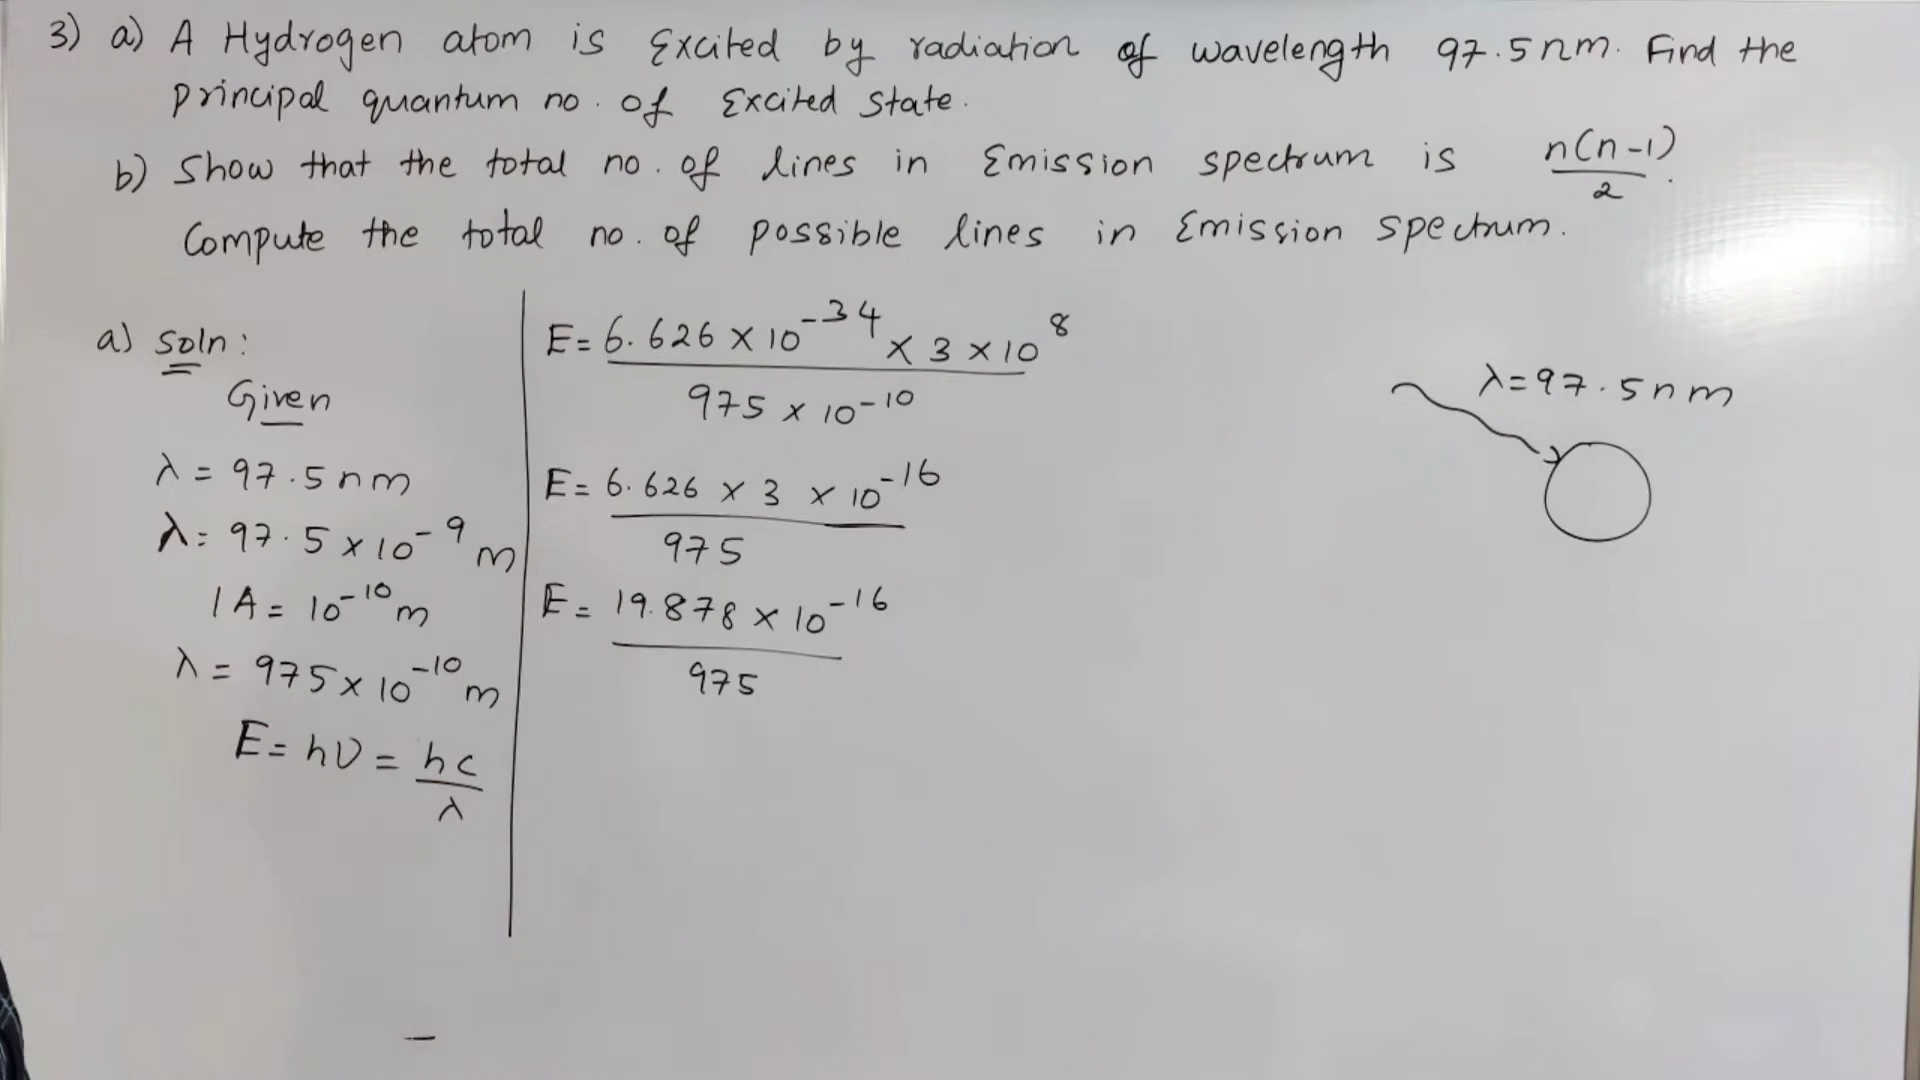 3) a) A Hydrogen atom is Excited by radiation of wavelength 97.5nm. Find the
principal quantum no. of Excited State.
b) Show that the total no. of lines in Emission spectrum is n(n-1)/2.
Compute the total no. of possible lines in Emission spectrum.
a) Soln:
Given
λ = 97.5nm
λ = 97.5 × 10⁻⁹ m
1A = 10⁻¹⁰ m
λ = 975 × 10⁻¹⁰ m
E = hυ = hc/λ
E = 6.626 × 10⁻³⁴ × 3 × 10⁸ / 975 × 10⁻¹⁰
E = 6.626 × 3 × 10⁻¹⁶ / 975
E = 19.878 × 10⁻¹⁶ / 975
λ = 97.5nm